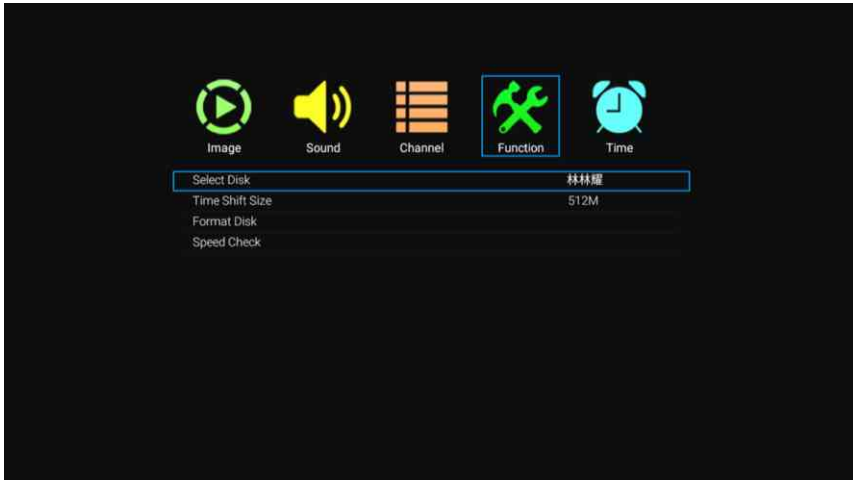 Image Sound Channel Function Time
Select Disk 林林耀
Time Shift Size 512M
Format Disk
Speed Check